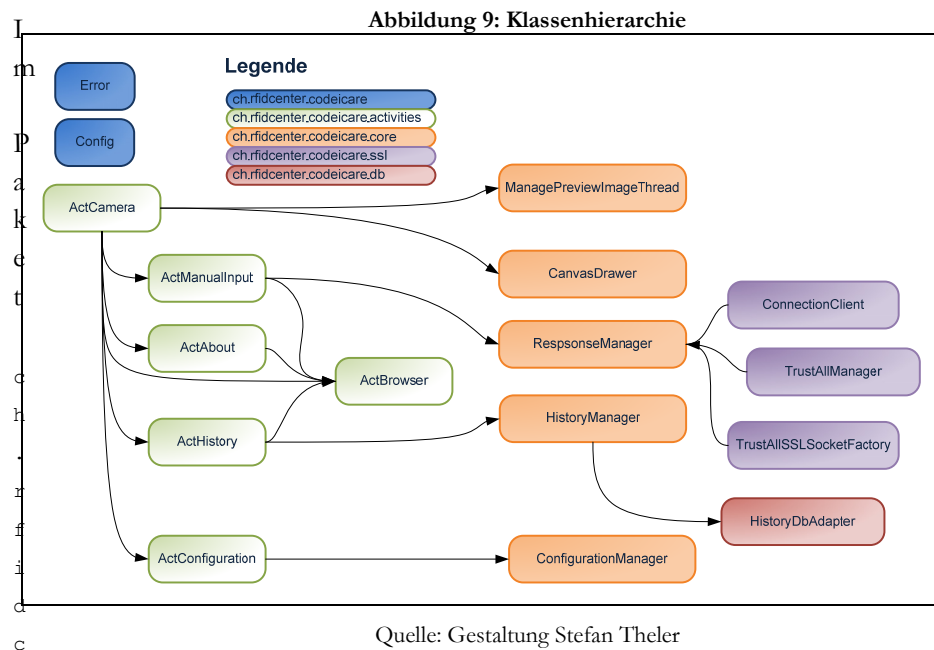 Abbildung 9: Klassenhierarchie
I
m
P
a
k
e
t
c
h
.
r
f
i
d
c
Error
Config
Legende
ch.rfidcenter.codeicare
ch.rfidcenter.codeicare.activities
ch.rfidcenter.codeicare.core
ch.rfidcenter.codeicare.ssl
ch.rfidcenter.codeicare.db
ActCamera
ManagePreviewImageThread
ActManualInput
CanvasDrawer
ConnectionClient
ActAbout
RespsonseManager
TrustAllManager
ActBrowser
HistoryManager
ActHistory
TrustAllSSLSocketFactory
HistoryDbAdapter
ActConfiguration
ConfigurationManager
Quelle: Gestaltung Stefan Theler